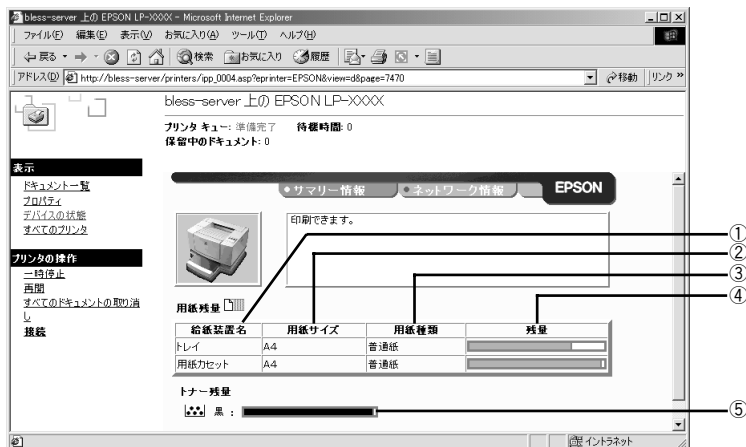 bless-server 上の EPSON LP-XXXX - Microsoft Internet Explorer
ファイル(F) 編集(E) 表示(V) お気に入り(A) ツール(T) ヘルプ(H)
戻る 検索 お気に入り 履歴
アドレス(D) http://bless-server/printers/ipp_0004.asp?eprinter=EPSON&view=d&page=7470 移動 リンク »
bless-server 上の EPSON LP-XXXX
プリンタ キュー: 準備完了 待機時間: 0
保留中のドキュメント: 0
表示
ドキュメント一覧
プロパティ
デバイスの状態
すべてのプリンタ
プリンタの操作
一時停止
再開
すべてのドキュメントの取り消し
接続
サマリー情報 ネットワーク情報 EPSON
印刷できます。
用紙残量
給紙装置名 用紙サイズ 用紙種類 残量
トレイ A4 普通紙
用紙カセット A4 普通紙
トナー残量
黒 :
イントラネット
①
②
③
④
⑤